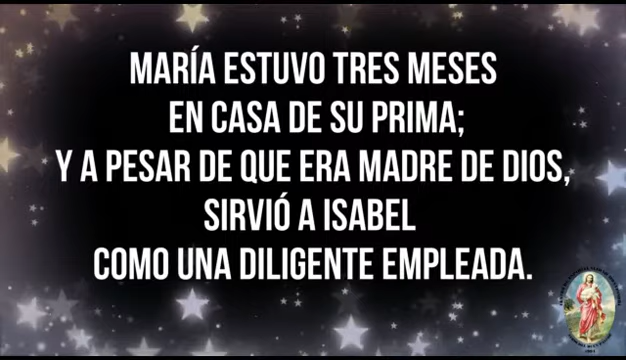 MARÍA ESTUVO TRES MESES
EN CASA DE SU PRIMA;
Y A PESAR DE QUE ERA MADRE DE DIOS,
SIRVIÓ A ISABEL
COMO UNA DILIGENTE EMPLEADA.